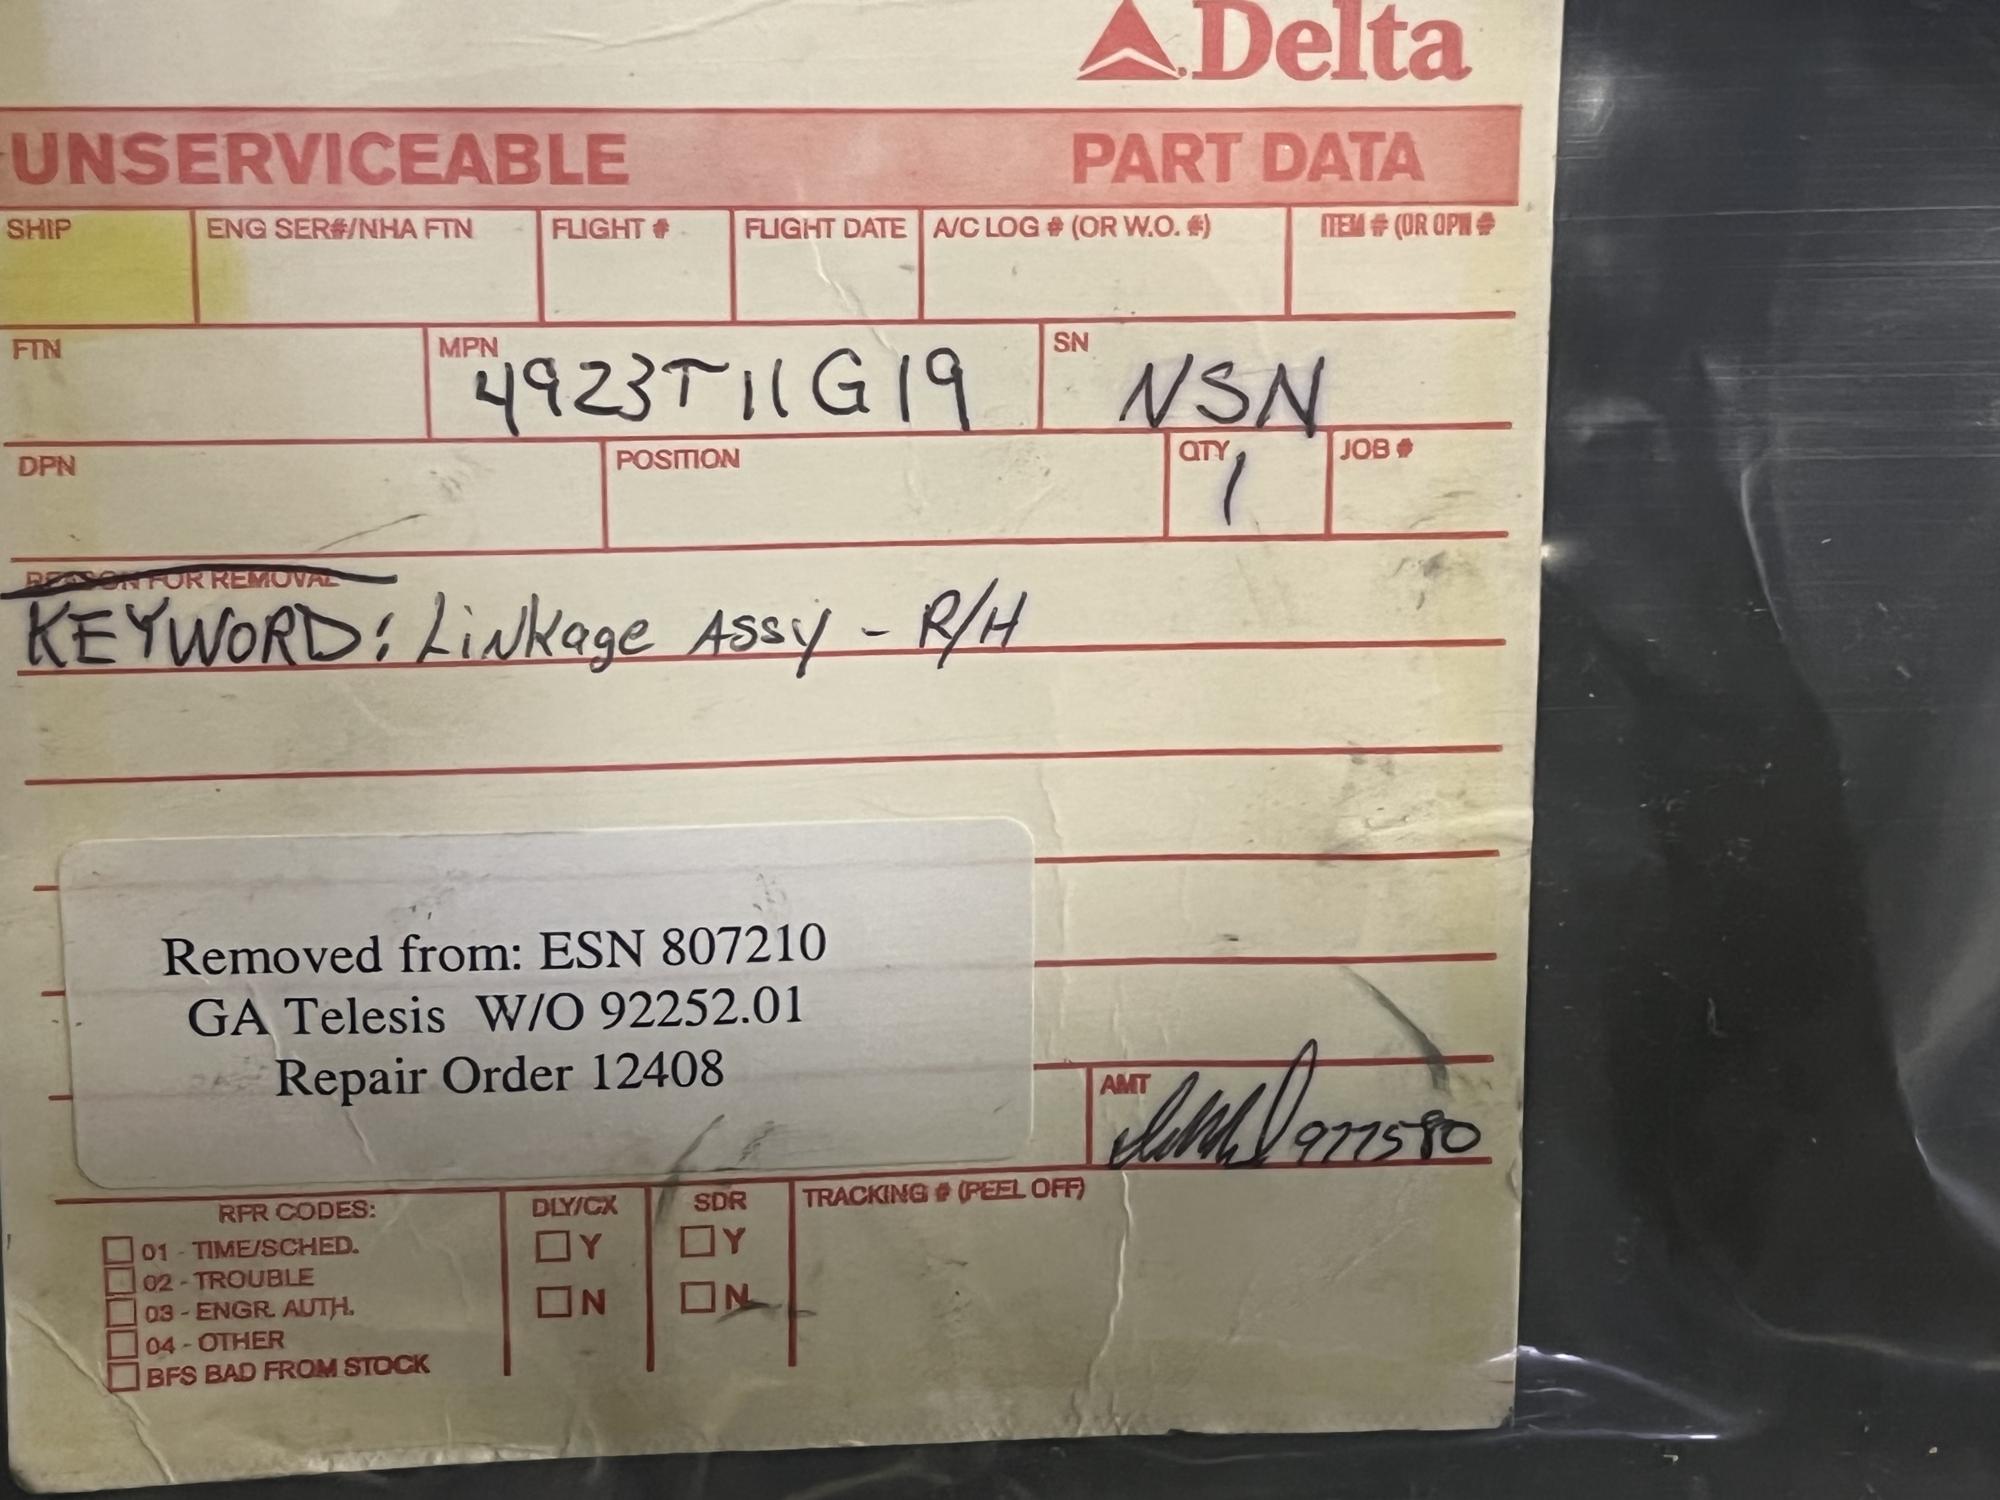 Delta
UNSERVICEABLE PART DATA
SHIP ENG SER#/NHA FTN FLIGHT # FLIGHT DATE A/C LOG # (OR W.O. #) ITEM # (OR OPN #
FTN MPN 4923T11G19 SN NSN
DPN POSITION QTY 1 JOB #
REASON FOR REMOVAL
KEYWORD: Linkage Assy - R/H
Removed from: ESN 807210
GA Telesis W/O 92252.01
Repair Order 12408
AMT 977580
RFR CODES: DLY/CX SDR TRACKING # (PEEL OFF)
01 - TIME/SCHED. Y Y
02 - TROUBLE
03 - ENGR. AUTH. N N
04 - OTHER
BFS BAD FROM STOCK